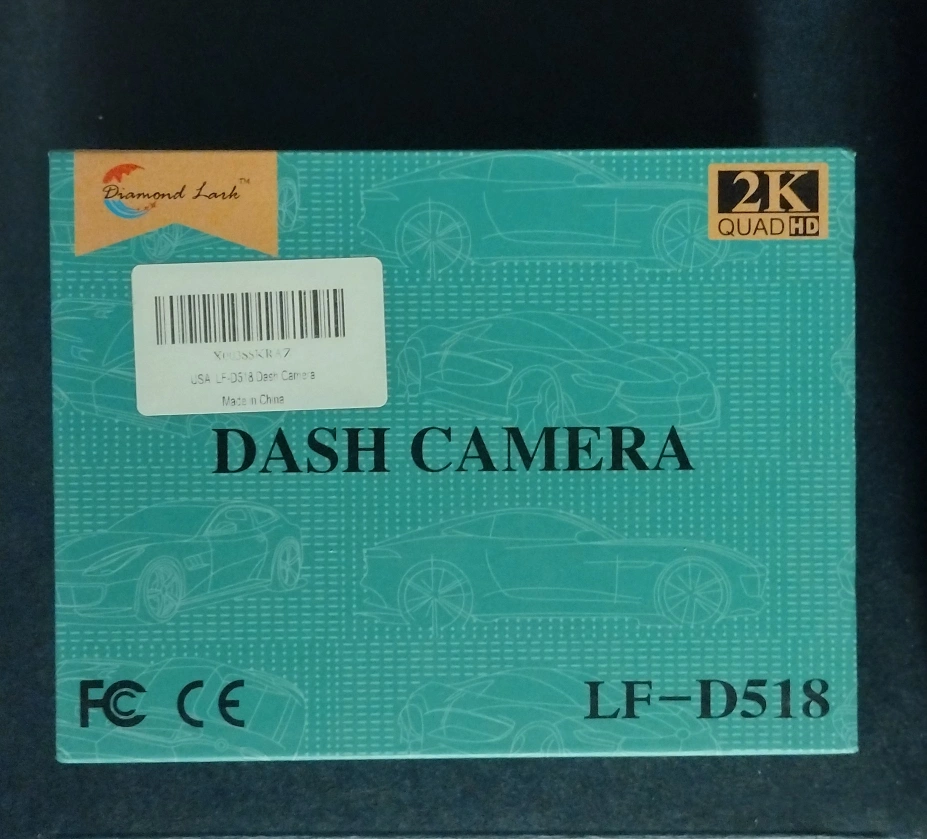 Diamond Lark™
2K
QUAD HD
USA LF-D518 Dash Camera
Made in China
DASH CAMERA
FC CE
LF-D518